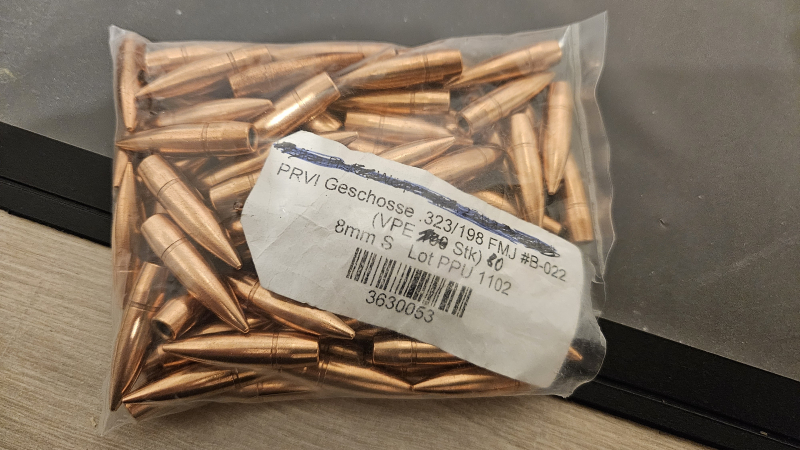 PRVI Geschosse .323/198 FMJ #B-022
(VPE Stk) 60
8mm S Lot PPU 1102
3630053